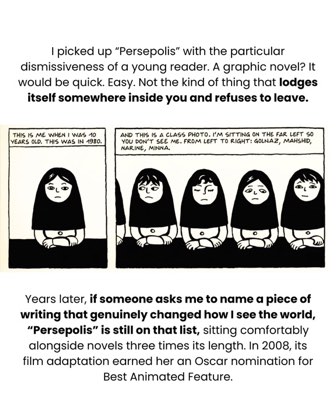 I picked up “Persepolis” with the particular
dismissiveness of a young reader. A graphic novel? It
would be quick. Easy. Not the kind of thing that lodges
itself somewhere inside you and refuses to leave.
THIS IS ME WHEN I WAS 10
YEARS OLD. THIS WAS IN 1980.
AND THIS IS A CLASS PHOTO. I'M SITTING ON THE FAR LEFT SO
YOU DON'T SEE ME. FROM LEFT TO RIGHT: GOLNAZ, MAHSHID,
NARINE, MINNA.
Years later, if someone asks me to name a piece of
writing that genuinely changed how I see the world,
“Persepolis” is still on that list, sitting comfortably
alongside novels three times its length. In 2008, its
film adaptation earned her an Oscar nomination for
Best Animated Feature.